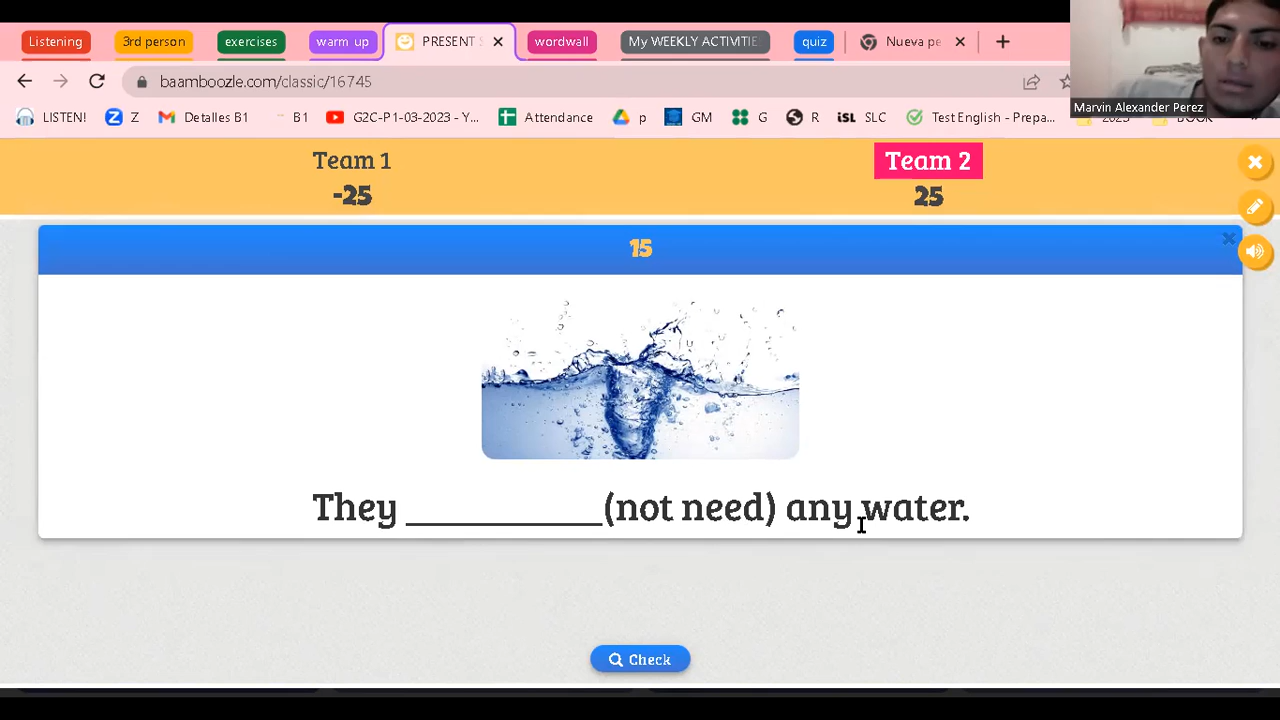 Listening 3rd person exercises warm up PRESENT wordwall My WEEKLY ACTIVITIE quiz Nueva pe
baamboozle.com/classic/16745
Marvin Alexander Perez
LISTEN! Z Detalles B1 B1 G2C-P1-03-2023 - Y... Attendance p GM G R SLC Test English - Prepa... 2023 BOOK
Team 1 Team 2
-25 25
15
They __________(not need) any water.
Check